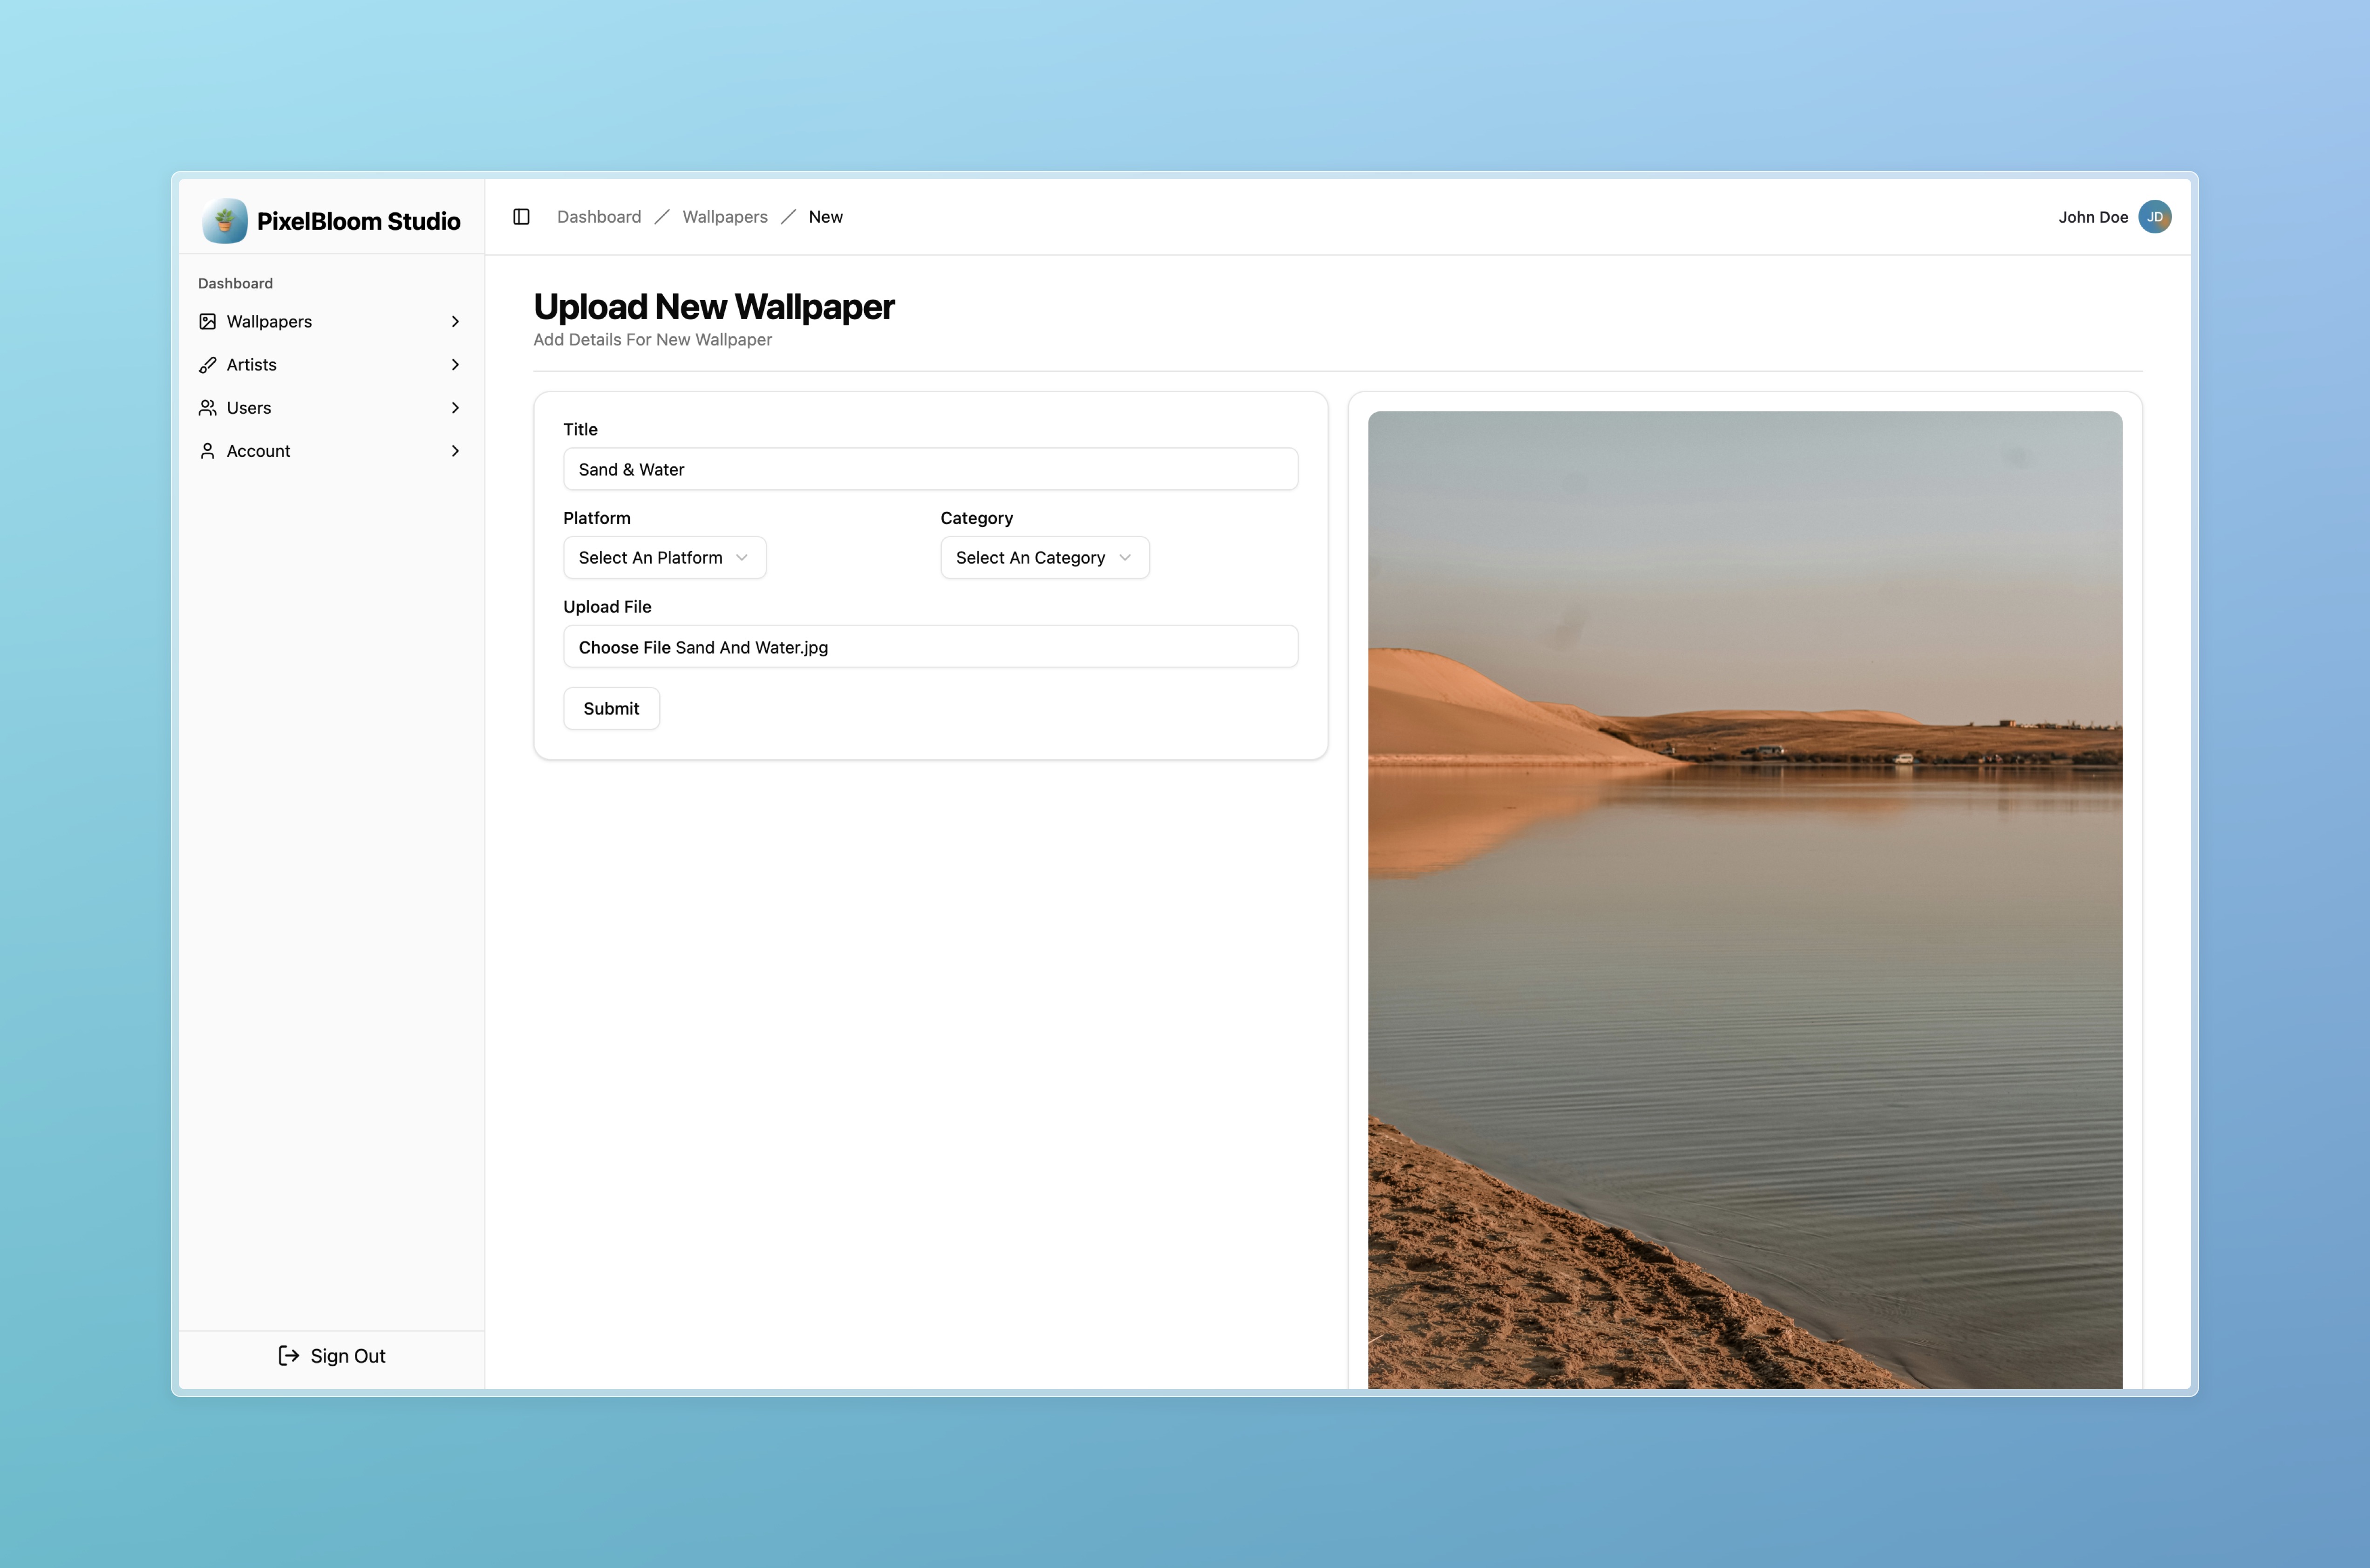 PixelBloom Studio
Dashboard
Wallpapers
Artists
Users
Account
Sign Out
Dashboard / Wallpapers / New
John Doe JD
Upload New Wallpaper
Add Details For New Wallpaper
Title
Sand & Water
Platform Category
Select An Platform Select An Category
Upload File
Choose File Sand And Water.jpg
Submit